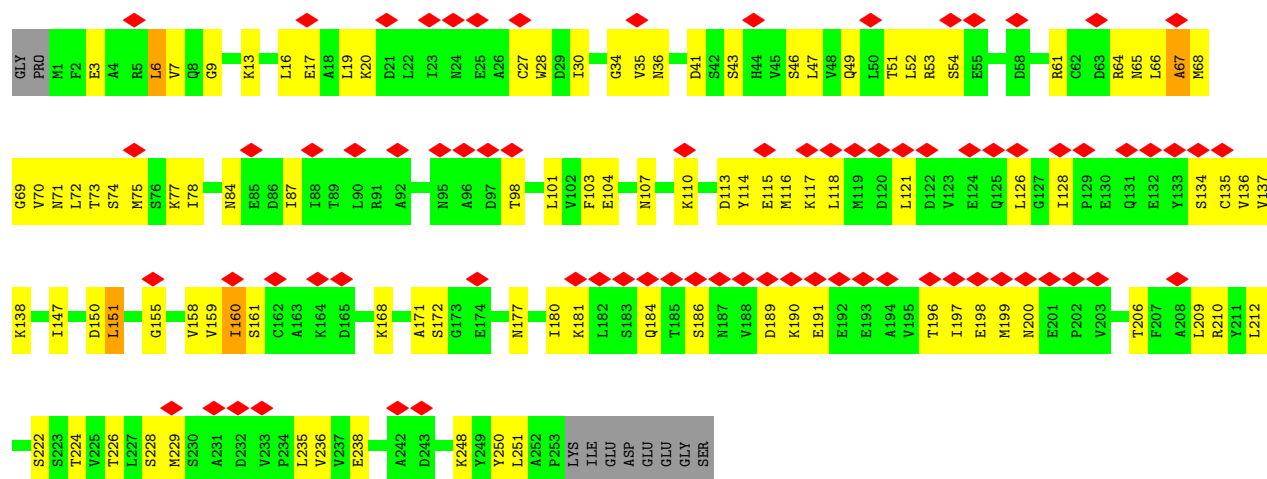 GLY PRO M1 F2 E3 A4 R5 L6 V7 Q8 G9 K13 L16 E17 A18 L19 K20 D21 L22 I23 N24 E25 A26 C27 W28 D29 I30 G34 V35 N36 D41 S42 S43 H44 V45 S46 L47 V48 Q49 L50 T51 L52 R53 S54 E55 D58 R61 C62 D63 R64 N65 L66 A67 M68
G69 V70 N71 L72 T73 S74 M75 S76 K77 I78 N84 E85 D86 I87 I88 T89 L90 R91 A92 N95 A96 D97 T98 L101 V102 F103 E104 N107 K110 D113 Y114 E115 M116 K117 L118 M119 D120 L121 D122 V123 E124 Q125 L126 G127 I128 P129 E130 Q131 E132 Y133 S134 C135 V136 V137
K138 I147 D150 L151 G155 V158 V159 I160 S161 C162 A163 K164 D165 K168 A171 S172 G173 E174 N177 I180 K181 L182 S183 Q184 T185 S186 N187 V188 D189 K190 E191 E192 E193 A194 V195 T196 I197 E198 M199 N200 E201 P202 V203 T206 F207 A208 L209 R210 Y211 L212
S222 S223 T224 V225 T226 L227 S228 M229 S230 A231 D232 V233 P234 L235 V236 V237 E238 A242 D243 K248 Y249 Y250 L251 A252 P253 LYS ILE GLU ASP GLU GLU GLY SER